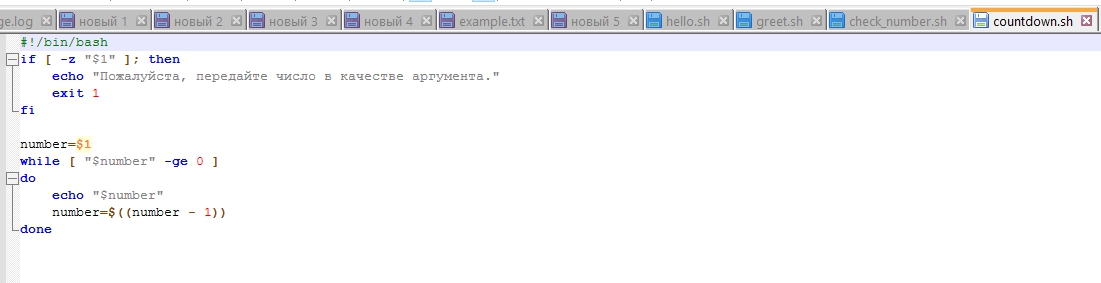 ge.log новый 1 новый 2 новый 3 новый 4 example.txt новый 5 hello.sh greet.sh check_number.sh countdown.sh
#!/bin/bash
if [ -z "$1" ]; then
    echo "Пожалуйста, передайте число в качестве аргумента."
    exit 1
fi

number=$1
while [ "$number" -ge 0 ]
do
    echo "$number"
    number=$((number - 1))
done